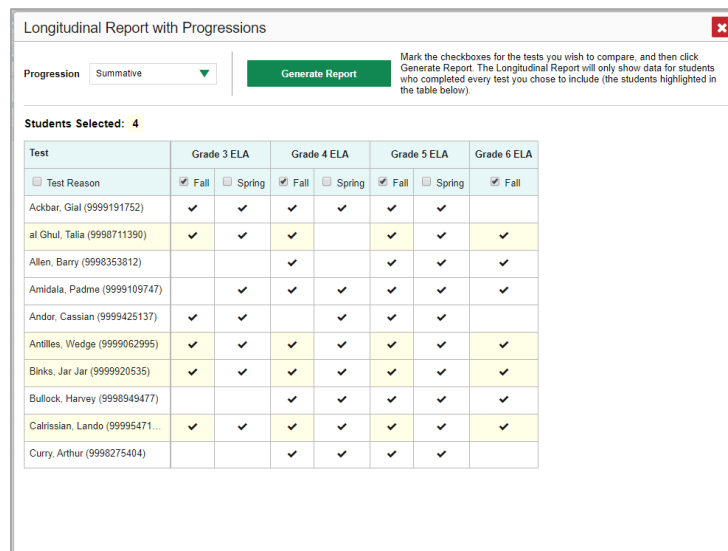 Longitudinal Report with Progressions
Progression Summative Generate Report
Mark the checkboxes for the tests you wish to compare, and then click
Generate Report. The Longitudinal Report will only show data for students
who completed every test you chose to include (the students highlighted in
the table below).
Students Selected: 4
Test Grade 3 ELA Grade 4 ELA Grade 5 ELA Grade 6 ELA
Test Reason Fall Spring Fall Spring Fall Spring Fall
Ackbar, Gial (9999191752)
al Ghul, Talia (9998711390)
Allen, Barry (9998353812)
Amidala, Padme (9999109747)
Andor, Cassian (9999425137)
Antilles, Wedge (9999062995)
Binks, Jar Jar (9999920535)
Bullock, Harvey (9998949477)
Calrissian, Lando (99995471...
Curry, Arthur (9998275404)